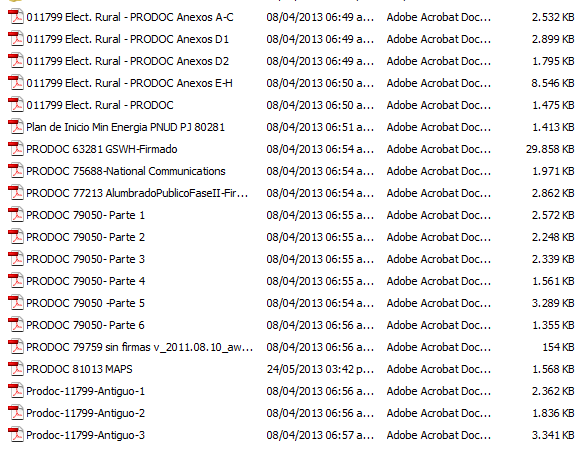 011799 Elect. Rural - PRODOC Anexos A-C 08/04/2013 06:49 a... Adobe Acrobat Doc... 2.532 KB
011799 Elect. Rural - PRODOC Anexos D1 08/04/2013 06:49 a... Adobe Acrobat Doc... 2.899 KB
011799 Elect. Rural - PRODOC Anexos D2 08/04/2013 06:49 a... Adobe Acrobat Doc... 1.795 KB
011799 Elect. Rural - PRODOC Anexos E-H 08/04/2013 06:50 a... Adobe Acrobat Doc... 8.546 KB
011799 Elect. Rural - PRODOC 08/04/2013 06:50 a... Adobe Acrobat Doc... 1.475 KB
Plan de Inicio Min Energia PNUD PJ 80281 08/04/2013 06:51 a... Adobe Acrobat Doc... 1.413 KB
PRODOC 63281 GSWH-Firmado 08/04/2013 06:55 a... Adobe Acrobat Doc... 29.858 KB
PRODOC 75688-National Communications 08/04/2013 06:55 a... Adobe Acrobat Doc... 1.971 KB
PRODOC 77213 AlumbradoPublicoFaseII-Fir... 08/04/2013 06:54 a... Adobe Acrobat Doc... 2.862 KB
PRODOC 79050- Parte 1 08/04/2013 06:55 a... Adobe Acrobat Doc... 2.572 KB
PRODOC 79050- Parte 2 08/04/2013 06:55 a... Adobe Acrobat Doc... 2.248 KB
PRODOC 79050- Parte 3 08/04/2013 06:55 a... Adobe Acrobat Doc... 2.339 KB
PRODOC 79050- Parte 4 08/04/2013 06:55 a... Adobe Acrobat Doc... 1.561 KB
PRODOC 79050 -Parte 5 08/04/2013 06:54 a... Adobe Acrobat Doc... 3.289 KB
PRODOC 79050- Parte 6 08/04/2013 06:56 a... Adobe Acrobat Doc... 1.355 KB
PRODOC 79759 sin firmas v_2011.08.10_aw... 08/04/2013 06:56 a... Adobe Acrobat Doc... 154 KB
PRODOC 81013 MAPS 24/05/2013 03:42 p... Adobe Acrobat Doc... 1.568 KB
Prodoc-11799-Antiguo-1 08/04/2013 06:56 a... Adobe Acrobat Doc... 2.362 KB
Prodoc-11799-Antiguo-2 08/04/2013 06:56 a... Adobe Acrobat Doc... 1.836 KB
Prodoc-11799-Antiguo-3 08/04/2013 06:57 a... Adobe Acrobat Doc... 3.341 KB